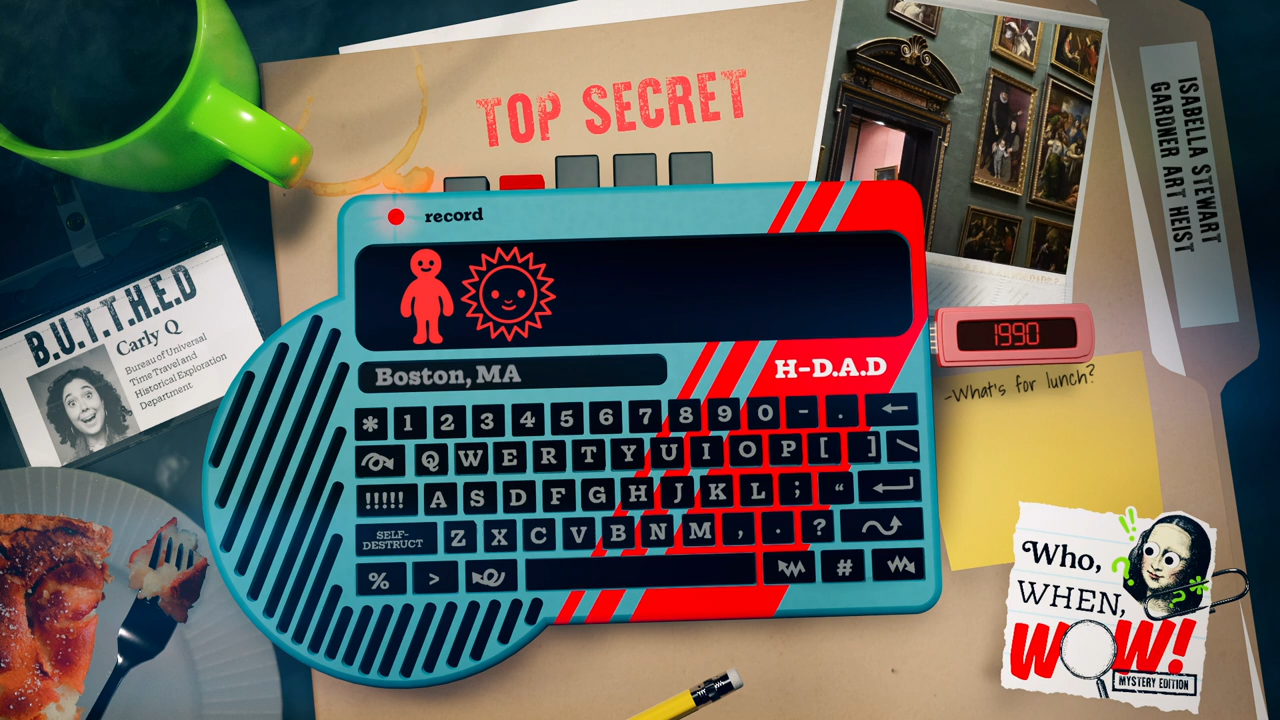 TOP SECRET
ISABELLA STEWART
GARDNER ART HEIST
record
B.U.T.T.H.E.D
Carly Q
Bureau of Universal
Time Travel and
Historical Exploration
Department
1990
Boston, MA
H-D.A.D
-What's for lunch?
* 1 2 3 4 5 6 7 8 9 0 - .
Q W E R T Y U I O P [ ] \
!!!!! A S D F G H J K L ; “
SELF-
DESTRUCT Z X C V B N M , . ?
% > #
Who,
WHEN,
WOW!
MYSTERY EDITION